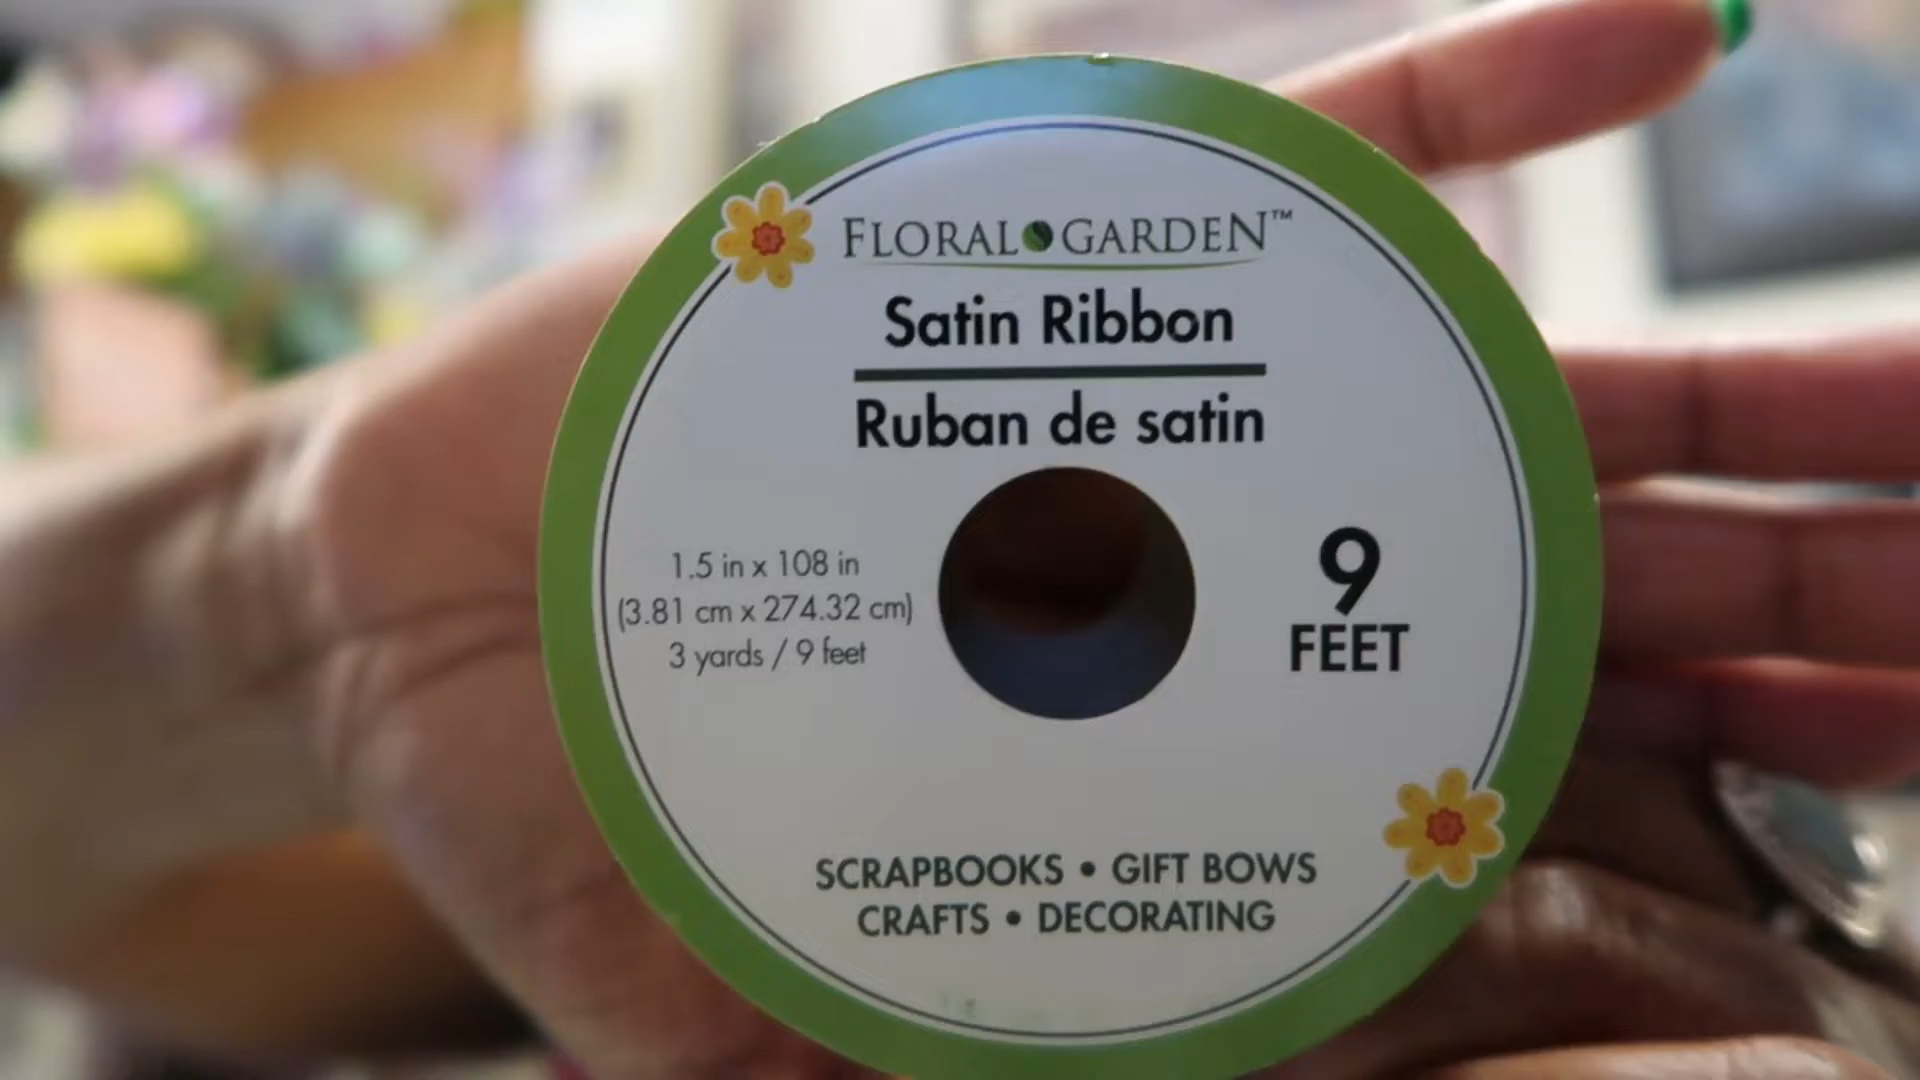 FLORAL GARDEN™
Satin Ribbon
Ruban de satin
1.5 in x 108 in
(3.81 cm x 274.32 cm)
3 yards / 9 feet
9
FEET
SCRAPBOOKS • GIFT BOWS
CRAFTS • DECORATING